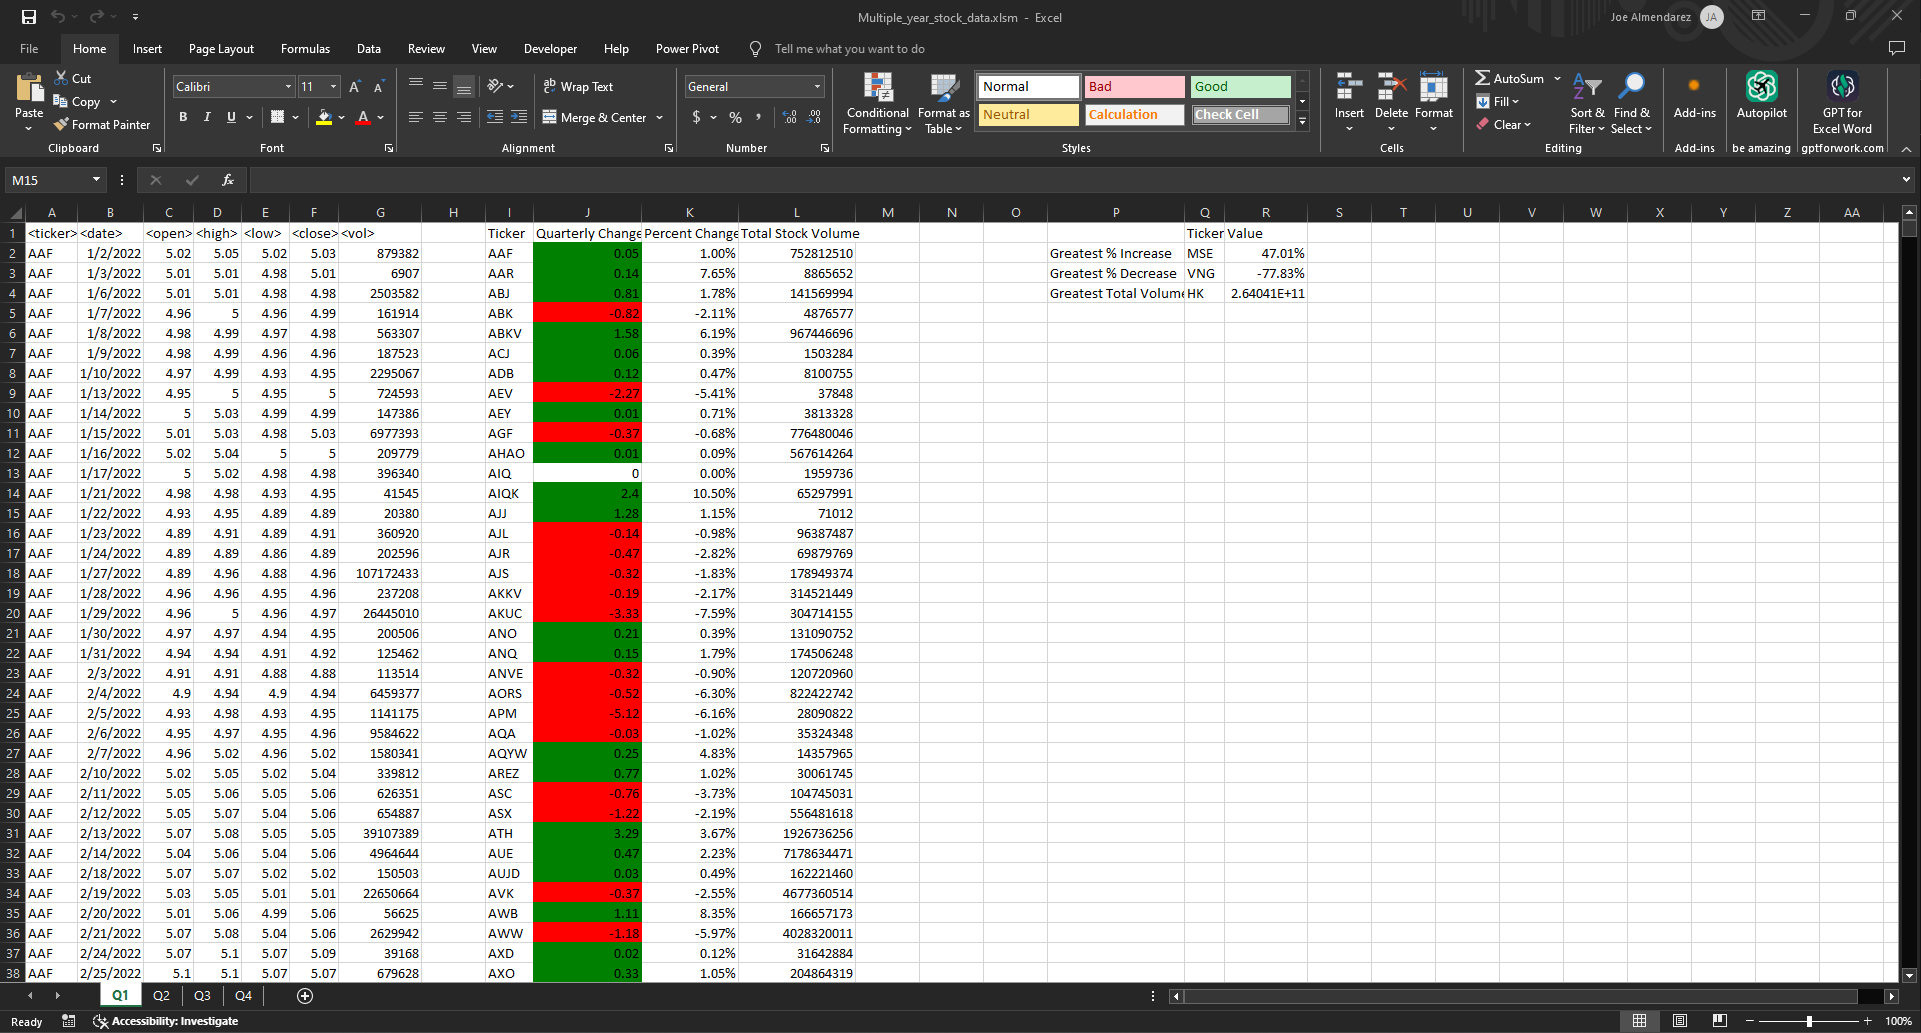 Multiple_year_stock_data.xlsm - Excel
Joe Almendarez JA
File Home Insert Page Layout Formulas Data Review View Developer Help Power Pivot Tell me what you want to do
Paste Cut Copy Format Painter Clipboard
Calibri 11 A A B I U A Font
Wrap Text Merge & Center Alignment
General $ % , Number
Conditional Formatting Format as Table Normal Bad Good Neutral Calculation Check Cell Styles
Insert Delete Format Cells
AutoSum Fill Clear Sort & Filter Find & Select Editing
Add-ins Add-ins
Autopilot be amazing
GPT for Excel Word gptforwork.com
M15 fx
A B C D E F G H I J K L M N O P Q R S T U V W X Y Z AA
1 <ticker> <date> <open> <high> <low> <close> <vol> Ticker Quarterly Change Percent Change Total Stock Volume Ticker Value
2 AAF 1/2/2022 5.02 5.05 5.02 5.03 879382 AAF 0.05 1.00% 752812510 Greatest % Increase MSE 47.01%
3 AAF 1/3/2022 5.01 5.01 4.98 5.01 6907 AAR 0.14 7.65% 8865652 Greatest % Decrease VNG -77.83%
4 AAF 1/6/2022 5.01 5.01 4.98 4.98 2503582 ABJ 0.81 1.78% 141569994 Greatest Total Volume HK 2.64041E+11
5 AAF 1/7/2022 4.96 5 4.96 4.99 161914 ABK -0.82 -2.11% 4876577
6 AAF 1/8/2022 4.98 4.99 4.97 4.98 563307 ABKV 1.58 6.19% 967446696
7 AAF 1/9/2022 4.98 4.99 4.96 4.96 187523 ACJ 0.06 0.39% 1503284
8 AAF 1/10/2022 4.97 4.99 4.93 4.95 2295067 ADB 0.12 0.47% 8100755
9 AAF 1/13/2022 4.95 5 4.95 5 724593 AEV -2.27 -5.41% 37848
10 AAF 1/14/2022 5 5.03 4.99 4.99 147386 AEY 0.01 0.71% 3813328
11 AAF 1/15/2022 5.01 5.03 4.98 5.03 6977393 AGF -0.37 -0.68% 776480046
12 AAF 1/16/2022 5.02 5.04 5 5 209779 AHAO 0.01 0.09% 567614264
13 AAF 1/17/2022 5 5.02 4.98 4.98 396340 AIQ 0 0.00% 1959736
14 AAF 1/21/2022 4.98 4.98 4.93 4.95 41545 AIQK 2.4 10.50% 65297991
15 AAF 1/22/2022 4.93 4.95 4.89 4.89 20380 AJJ 1.28 1.15% 71012
16 AAF 1/23/2022 4.89 4.91 4.89 4.91 360920 AJL -0.14 -0.98% 96387487
17 AAF 1/24/2022 4.89 4.89 4.86 4.89 202596 AJR -0.47 -2.82% 69879769
18 AAF 1/27/2022 4.89 4.96 4.88 4.96 107172433 AJS -0.32 -1.83% 178949374
19 AAF 1/28/2022 4.96 4.96 4.95 4.96 237208 AKKV -0.19 -2.17% 314521449
20 AAF 1/29/2022 4.96 5 4.96 4.97 26445010 AKUC -3.33 -7.59% 304714155
21 AAF 1/30/2022 4.97 4.97 4.94 4.95 200506 ANO 0.21 0.39% 131090752
22 AAF 1/31/2022 4.94 4.94 4.91 4.92 125462 ANQ 0.15 1.79% 174506248
23 AAF 2/3/2022 4.91 4.91 4.88 4.88 113514 ANVE -0.32 -0.90% 120720960
24 AAF 2/4/2022 4.9 4.94 4.9 4.94 6459377 AORS -0.52 -6.30% 822422742
25 AAF 2/5/2022 4.93 4.98 4.93 4.95 1141175 APM -5.12 -6.16% 28090822
26 AAF 2/6/2022 4.95 4.97 4.95 4.96 9584622 AQA -0.03 -1.02% 35324348
27 AAF 2/7/2022 4.96 5.02 4.96 5.02 1580341 AQYW 0.25 4.83% 14357965
28 AAF 2/10/2022 5.02 5.05 5.02 5.04 339812 AREZ 0.77 1.02% 30061745
29 AAF 2/11/2022 5.05 5.06 5.05 5.06 626351 ASC -0.76 -3.73% 104745031
30 AAF 2/12/2022 5.05 5.07 5.04 5.06 654887 ASX -1.22 -2.19% 556481618
31 AAF 2/13/2022 5.07 5.08 5.05 5.05 39107389 ATH 3.29 3.67% 1926736256
32 AAF 2/14/2022 5.04 5.06 5.04 5.06 4964644 AUE 0.47 2.23% 7178634471
33 AAF 2/18/2022 5.07 5.07 5.02 5.02 150503 AUJD 0.03 0.49% 162221460
34 AAF 2/19/2022 5.03 5.05 5.01 5.01 22650664 AVK -0.37 -2.55% 4677360514
35 AAF 2/20/2022 5.01 5.06 4.99 5.06 56625 AWB 1.11 8.35% 166657173
36 AAF 2/21/2022 5.07 5.08 5.04 5.06 2629942 AWW -1.18 -5.97% 4028320011
37 AAF 2/24/2022 5.07 5.1 5.07 5.09 39168 AXD 0.02 0.12% 31642884
38 AAF 2/25/2022 5.1 5.1 5.07 5.07 679628 AXO 0.33 1.05% 204864319
Q1 Q2 Q3 Q4
Ready Accessibility: Investigate 100%